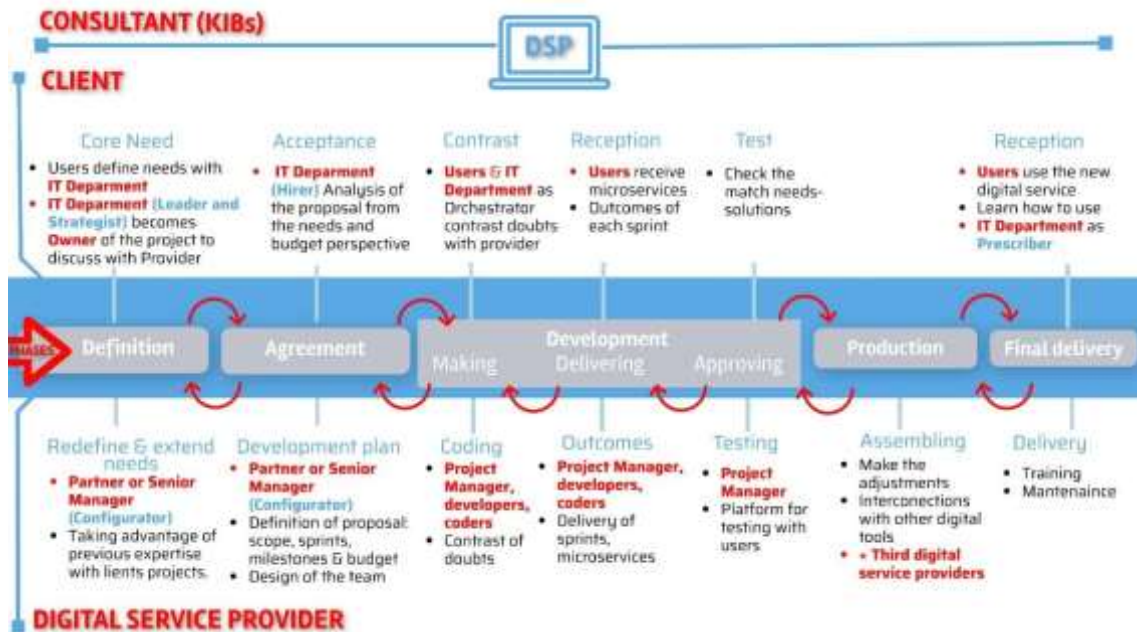 CONSULTANT (KIBs)
DSP
CLIENT
Core Need
• Users define needs with
IT Deparment
• IT Deparment (Leader and
Strategist) becomes
Owner of the project to
discuss with Provider
Acceptance
• IT Deparment
(Hirer) Analysis of
the proposal from
the needs and
budget perspective
Contrast
• Users & IT
Department as
Orchestrator
contrast doubts
with provider
Reception
• Users receive
microservices
• Outcomes of
each sprint
Test
• Check the
match needs-
solutions
Reception
• Users use the new
digital service
• Learn how to use
• IT Department as
Prescriber
PHASES
Definition
Agreement
Development
Making Delivering Approving
Production
Final delivery
Redefine & extend
needs
• Partner or Senior
Manager
(Configurator)
• Taking advantage of
previous expertise
with lients projects.
Development plan
• Partner or Senior
Manager
(Configurator)
• Definition of proposal:
scope, sprints,
milestones & budget
• Design of the team
Coding
• Project
Manager,
developers,
coders
• Contrast of
doubts
Outcomes
• Project Manager,
developers,
coders
• Delivery of
sprints,
microservices
Testing
• Project
Manager
• Platform for
testing with
users
Assembling
• Make the
adjustments
• Interconections
with other digital
tools
• + Third digital
service providers
Delivery
• Training
• Mantenaince
DIGITAL SERVICE PROVIDER